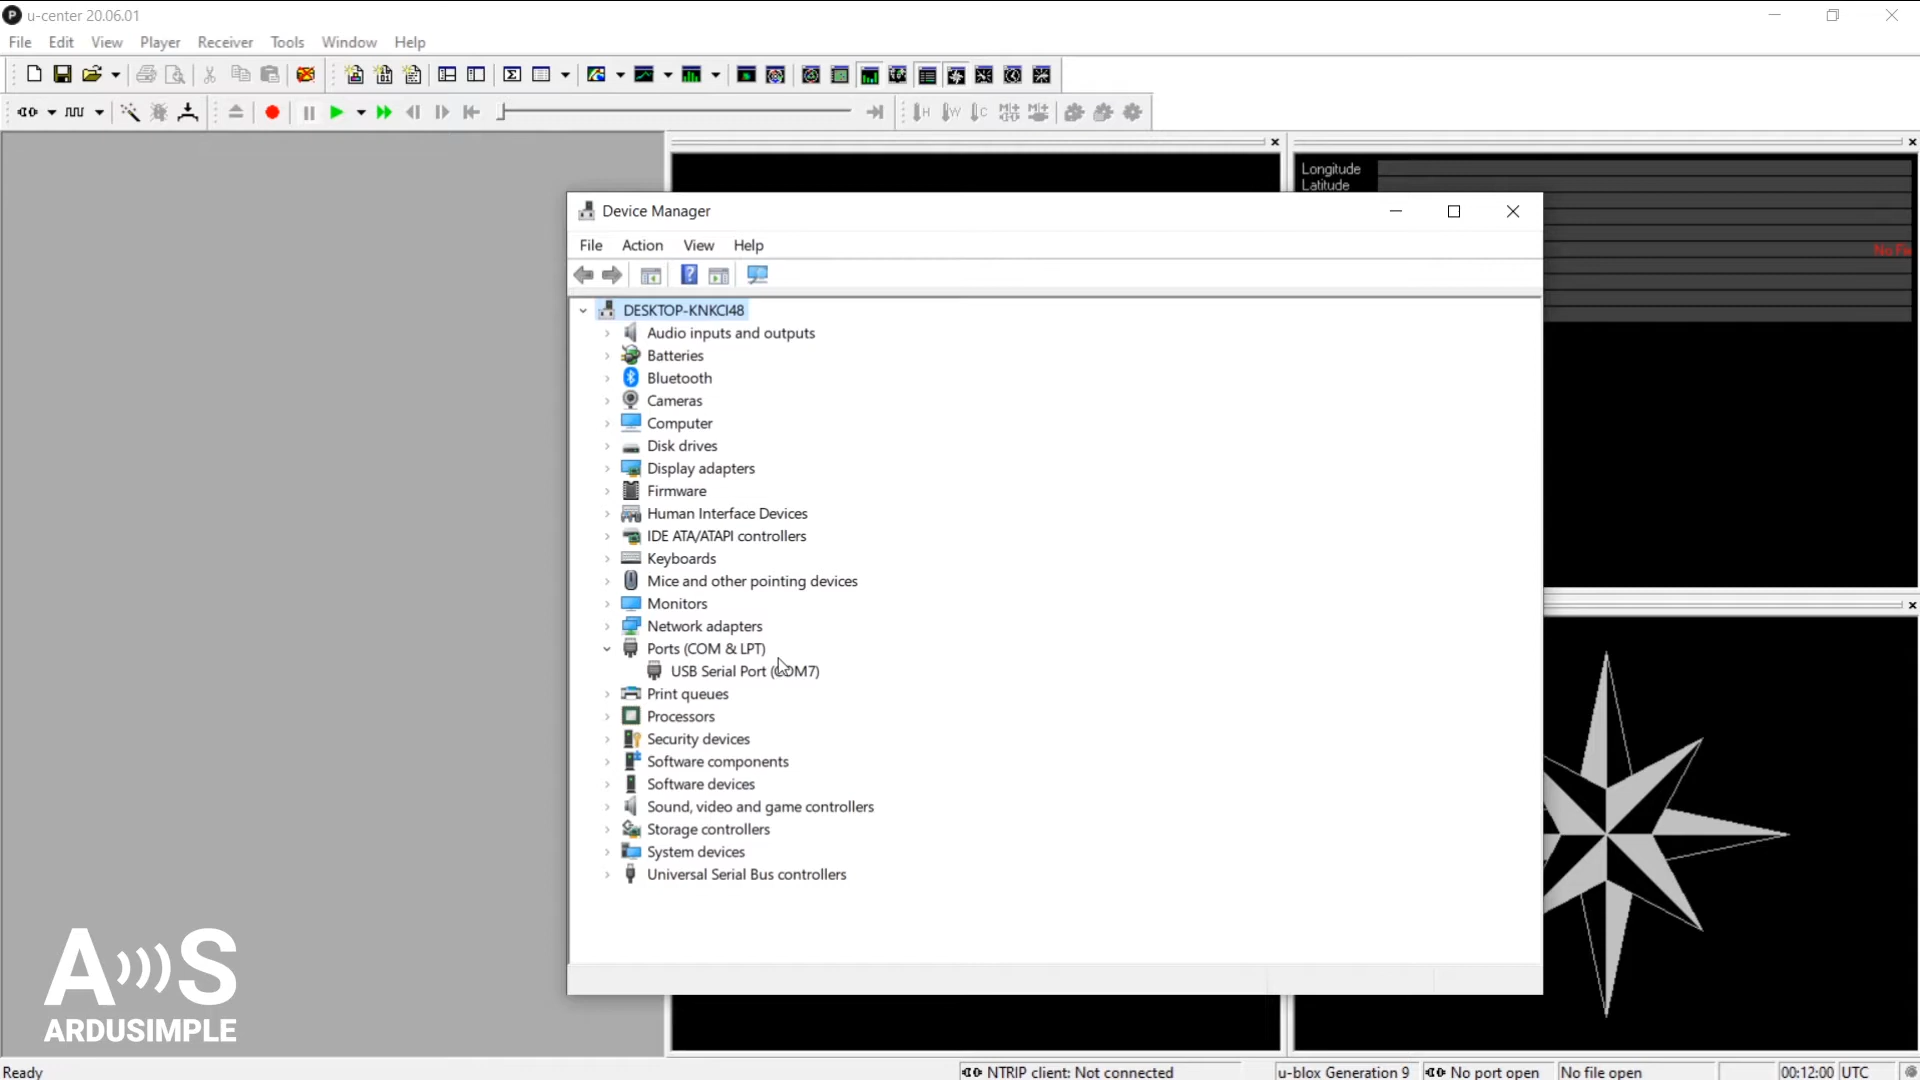 u-center 20.06.01
File Edit View Player Receiver Tools Window Help
Longitude
Latitude
Device Manager
File Action View Help
DESKTOP-KNKCI48
Audio inputs and outputs
Batteries
Bluetooth
Cameras
Computer
Disk drives
Display adapters
Firmware
Human Interface Devices
IDE ATA/ATAPI controllers
Keyboards
Mice and other pointing devices
Monitors
Network adapters
Ports (COM & LPT)
USB Serial Port (COM7)
Print queues
Processors
Security devices
Software components
Software devices
Sound, video and game controllers
Storage controllers
System devices
Universal Serial Bus controllers
A S
ARDUSIMPLE
Ready
NTRIP client: Not connected
u-blox Generation 9
No port open
No file open
00:12:00 UTC